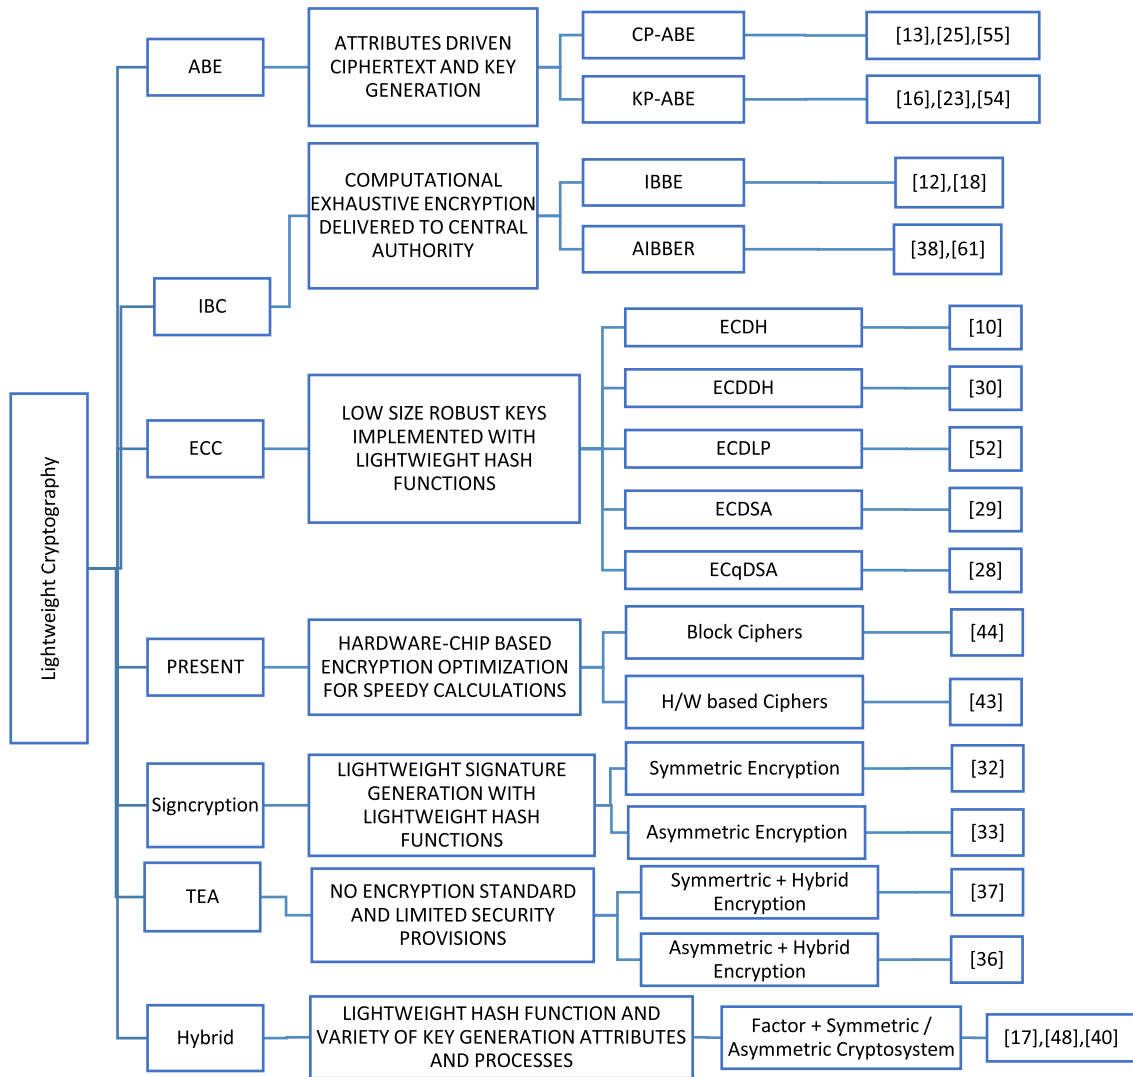 Lightweight Cryptography
ABE
ATTRIBUTES DRIVEN
CIPHERTEXT AND KEY
GENERATION
CP-ABE
[13],[25],[55]
KP-ABE
[16],[23],[54]
IBC
COMPUTATIONAL
EXHAUSTIVE ENCRYPTION
DELIVERED TO CENTRAL
AUTHORITY
IBBE
[12],[18]
AIBBER
[38],[61]
ECC
LOW SIZE ROBUST KEYS
IMPLEMENTED WITH
LIGHTWIEGHT HASH
FUNCTIONS
ECDH
[10]
ECDDH
[30]
ECDLP
[52]
ECDSA
[29]
ECqDSA
[28]
PRESENT
HARDWARE-CHIP BASED
ENCRYPTION OPTIMIZATION
FOR SPEEDY CALCULATIONS
Block Ciphers
[44]
H/W based Ciphers
[43]
Signcryption
LIGHTWEIGHT SIGNATURE
GENERATION WITH
LIGHTWEIGHT HASH
FUNCTIONS
Symmetric Encryption
[32]
Asymmetric Encryption
[33]
TEA
NO ENCRYPTION STANDARD
AND LIMITED SECURITY
PROVISIONS
Symmertric + Hybrid
Encryption
[37]
Asymmetric + Hybrid
Encryption
[36]
Hybrid
LIGHTWEIGHT HASH FUNCTION AND
VARIETY OF KEY GENERATION ATTRIBUTES
AND PROCESSES
Factor + Symmetric /
Asymmetric Cryptosystem
[17],[48],[40]